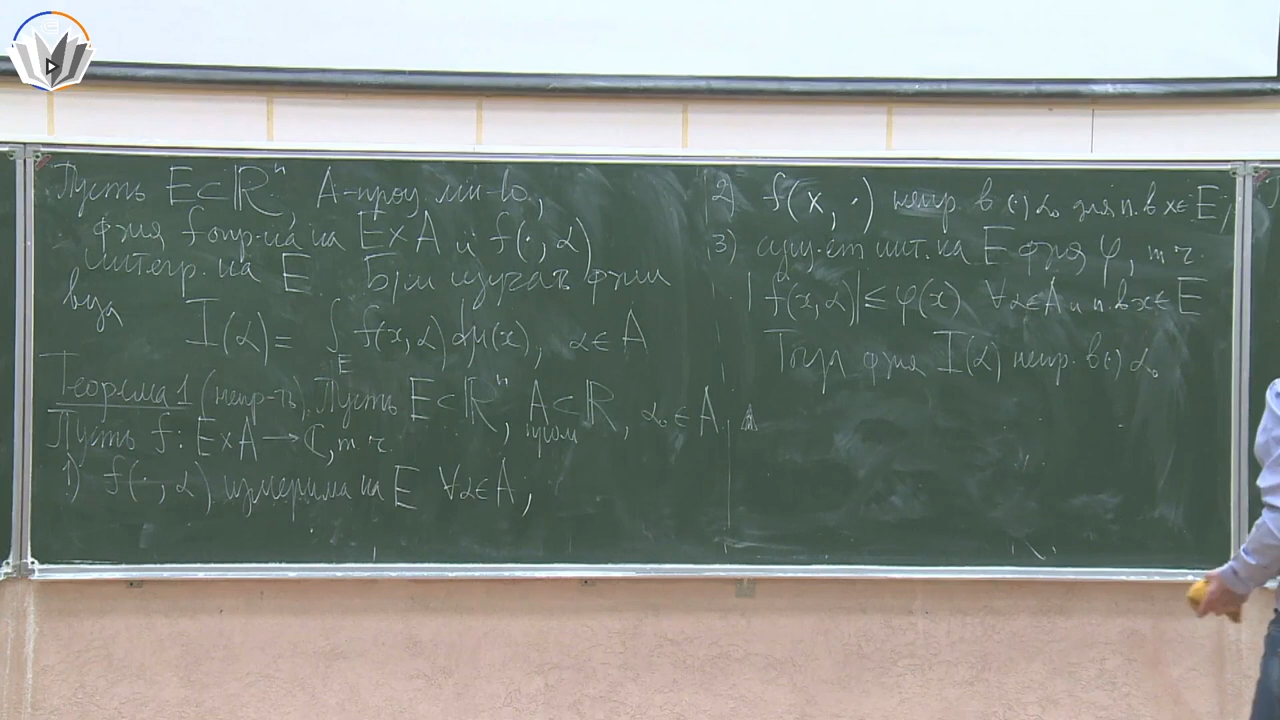 Пусть E⊂ℝⁿ, A-произ. мн-во,
ф-ия f опр-на на E×A и f(·, α)
интегр. на E. Б/м изучать ф-ии
вида
I(α) = ∫_E f(x, α) dμ(x), α∈A
Теорема 1 (непр-ть). Пусть E⊂ℝⁿ, A⊂ℝ, α₀∈A.
пром
Пусть f: E×A→ℂ, т.ч.
1) f(·, α) измерима на E ∀α∈A;
2) f(x, ·) непр. в (·) α₀ для п.в x∈E;
3) сущ-ет инт. на E ф-ия φ, т.ч.
|f(x,α)| ≤ φ(x) ∀α∈A и п.в x∈E
Тогда ф-ия I(α) непр. в (·) α₀